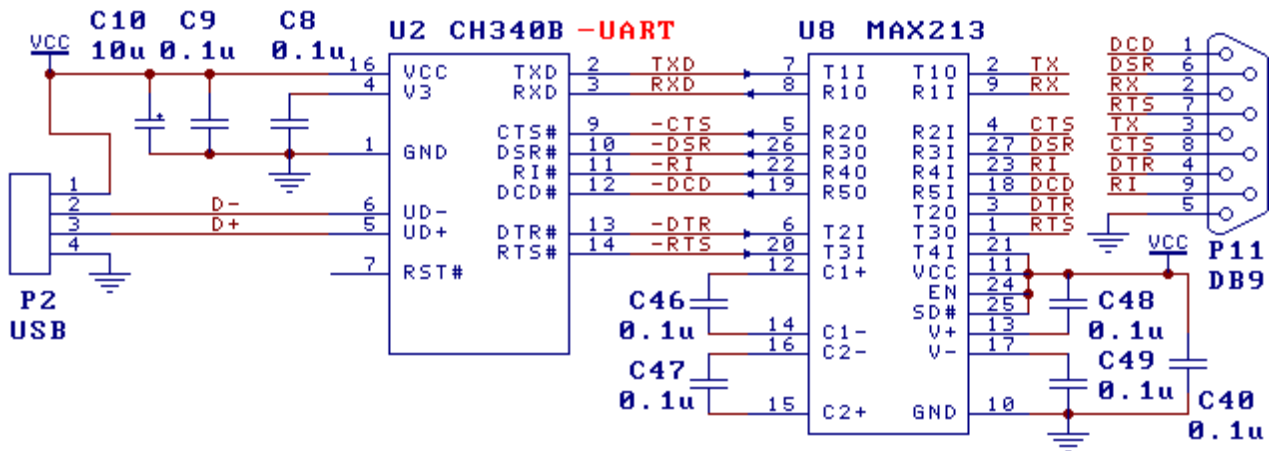 C10 C9 C8
VCC 10u 0.1u 0.1u
U2 CH340B -UART
U8 MAX213
16 VCC TXD 2 TXD 7 T1I T1O 2 TX
4 V3 RXD 3 RXD 8 R1O R1I 9 RX
CTS# 9 -CTS 5 R2O R2I 4 CTS
1 GND DSR# 10 -DSR 26 R3O R3I 27 DSR
RI# 11 -RI 22 R4O R4I 23 RI
DCD# 12 -DCD 19 R5O R5I 18 DCD
T2O 3 DTR
6 UD- DTR# 13 -DTR 6 T2I T3O 1 RTS
5 UD+ RTS# 14 -RTS 20 T3I T4I 21
7 RST#
12 C1+ VCC 11
EN 24
SD# 25
14 C1- V+ 13
16 C2- V- 17
15 C2+ GND 10
1
2 D-
3 D+
4
P2
USB
C46
0.1u
C47
0.1u
VCC
C48
0.1u
C49
0.1u
C40
0.1u
DCD 1
DSR 6
RX 2
RTS 7
TX 3
CTS 8
DTR 4
RI 9
5
P11
DB9